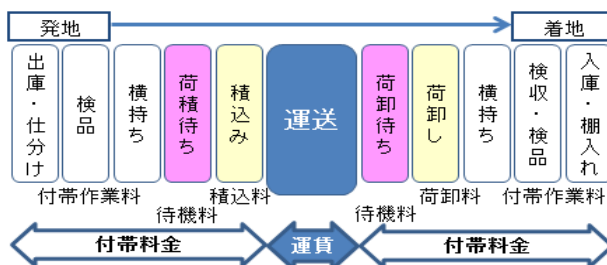 発地
着地
出庫・仕分け
検品
横持ち
荷積待ち
積込み
運送
荷卸待ち
荷卸し
横持ち
検収・検品
入庫・棚入れ
付帯作業料
待機料
積込料
待機料
荷卸料
付帯作業料
付帯料金
運賃
付帯料金